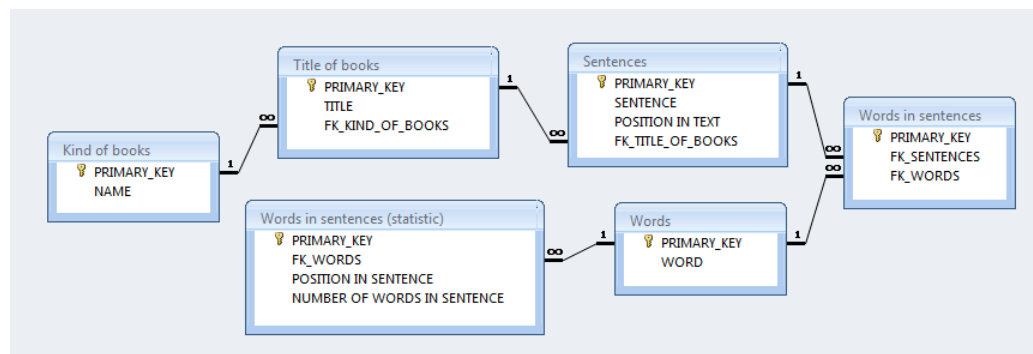 Kind of books
PRIMARY_KEY
NAME
1
∞
Title of books
PRIMARY_KEY
TITLE
FK_KIND_OF_BOOKS
1
∞
Sentences
PRIMARY_KEY
SENTENCE
POSITION IN TEXT
FK_TITLE_OF_BOOKS
1
∞
Words in sentences
PRIMARY_KEY
FK_SENTENCES
FK_WORDS
∞
Words in sentences (statistic)
PRIMARY_KEY
FK_WORDS
POSITION IN SENTENCE
NUMBER OF WORDS IN SENTENCE
∞
1
Words
PRIMARY_KEY
WORD
1